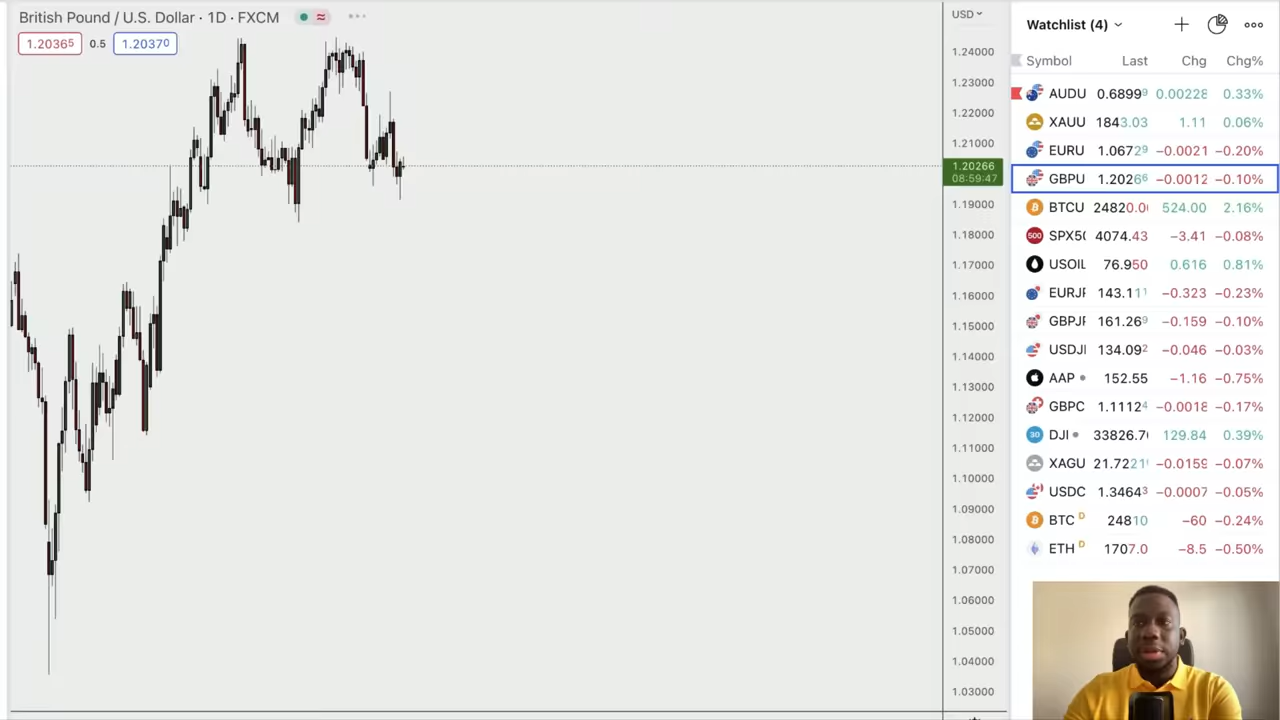 British Pound / U.S. Dollar · 1D · FXCM
1.20365 0.5 1.20370
USD
1.24000
1.23000
1.22000
1.21000
1.20266
08:59:47
1.19000
1.18000
1.17000
1.16000
1.15000
1.14000
1.13000
1.12000
1.11000
1.10000
1.09000
1.08000
1.07000
1.06000
1.05000
1.04000
1.03000
Watchlist (4)
Symbol Last Chg Chg%
AUDU 0.68999 0.00228 0.33%
XAUU 1843.03 1.11 0.06%
EURU 1.06729 −0.0021 −0.20%
GBPU 1.20266 −0.0012 −0.10%
BTCU 24820.0 524.00 2.16%
500 SPX5 4074.43 −3.41 −0.08%
USOIL 76.950 0.616 0.81%
EURJ 143.111 −0.323 −0.23%
GBPJ 161.269 −0.159 −0.10%
USDJ 134.092 −0.046 −0.03%
AAP 152.55 −1.16 −0.75%
GBPC 1.11124 −0.0018 −0.17%
30 DJI 33826.7 129.84 0.39%
XAGU 21.7221 −0.0159 −0.07%
USDC 1.34643 −0.0007 −0.05%
BTC D 24810 −60 −0.24%
ETH D 1707.0 −8.5 −0.50%